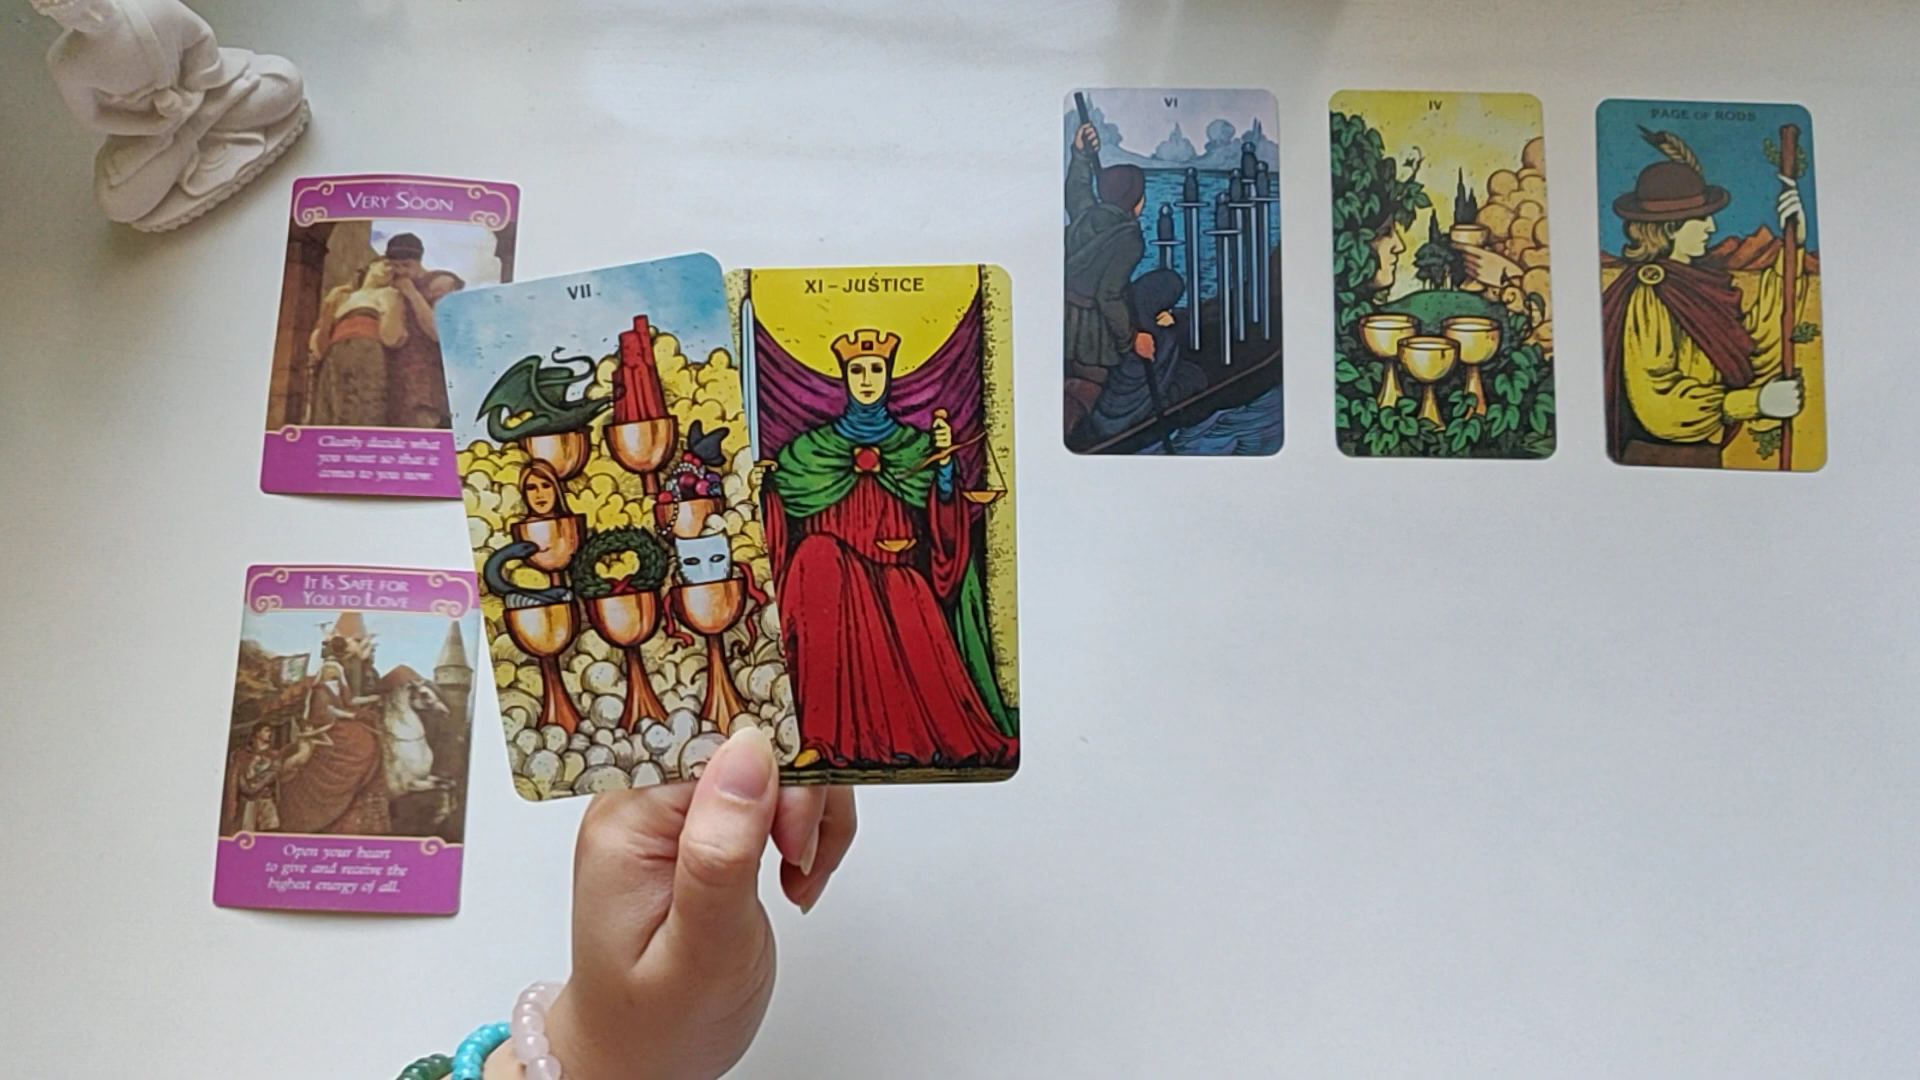 VERY SOON
Clearly decide what
you want so that it
comes to you now.
IT IS SAFE FOR
YOU TO LOVE
Open your heart
to give and receive the
highest energy of all.
VII
XI – JUSTICE
VI
IV
PAGE OF RODS